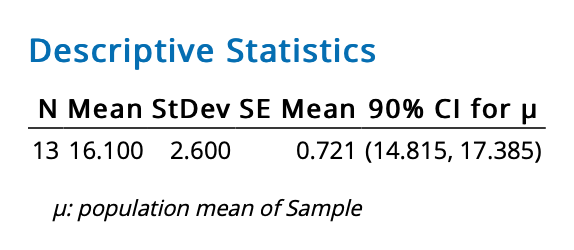 Descriptive Statistics
N Mean StDev SE Mean 90% CI for μ
13 16.100 2.600 0.721 (14.815, 17.385)
μ: population mean of Sample